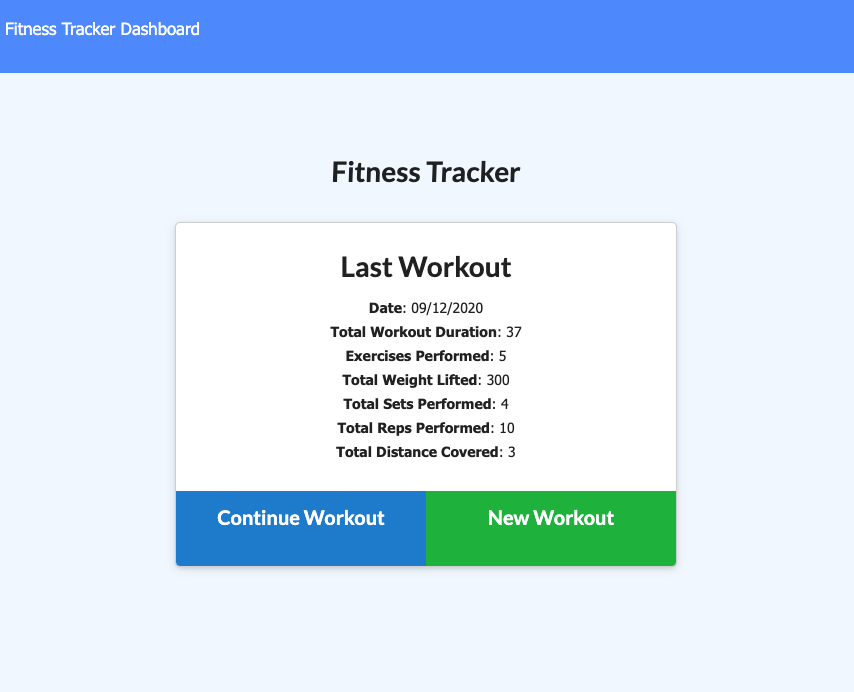 Fitness Tracker Dashboard
Fitness Tracker
Last Workout
Date: 09/12/2020
Total Workout Duration: 37
Exercises Performed: 5
Total Weight Lifted: 300
Total Sets Performed: 4
Total Reps Performed: 10
Total Distance Covered: 3
Continue Workout
New Workout